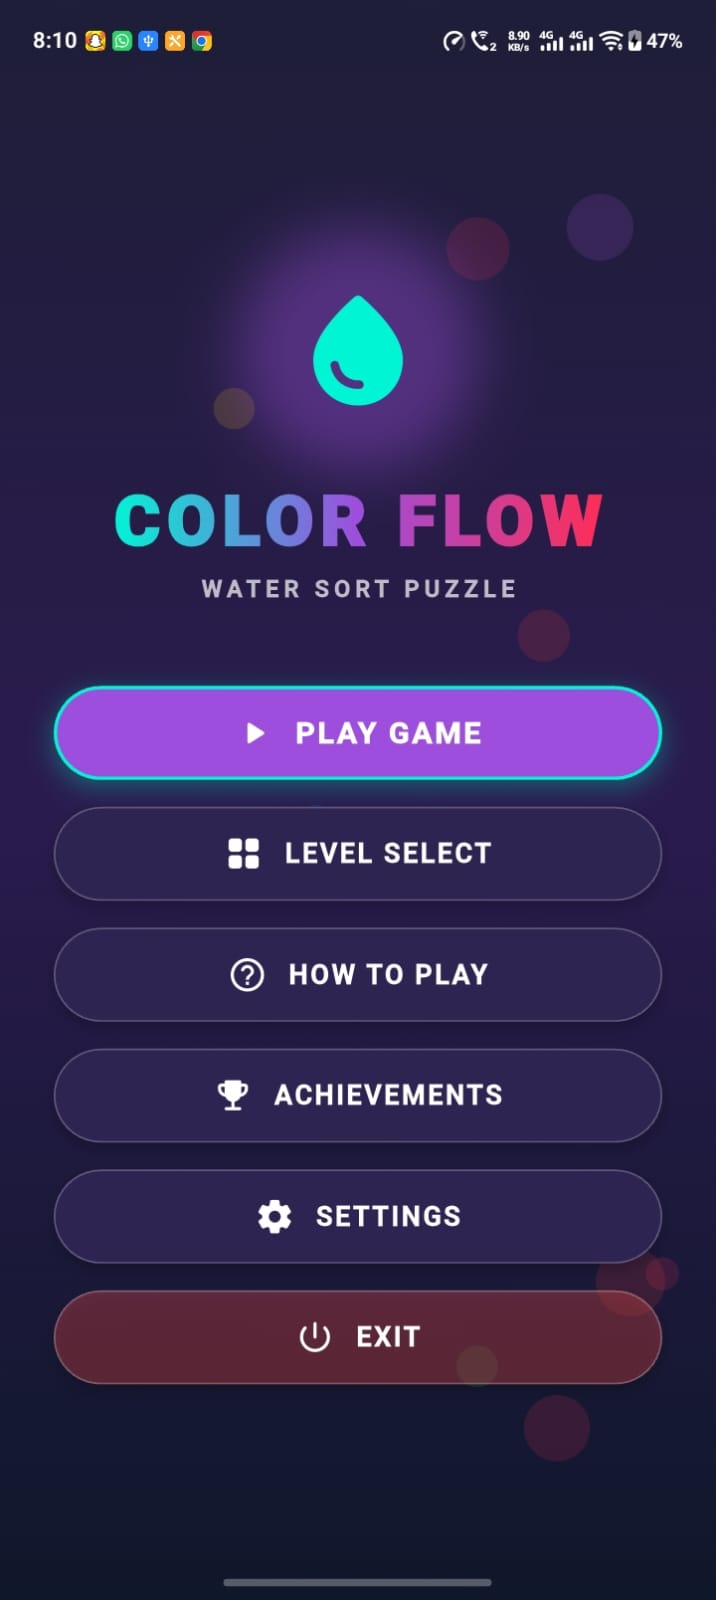 8:10 2 8.90 KB/s 4G 4G 47%
COLOR FLOW
WATER SORT PUZZLE
PLAY GAME
LEVEL SELECT
HOW TO PLAY
ACHIEVEMENTS
SETTINGS
EXIT